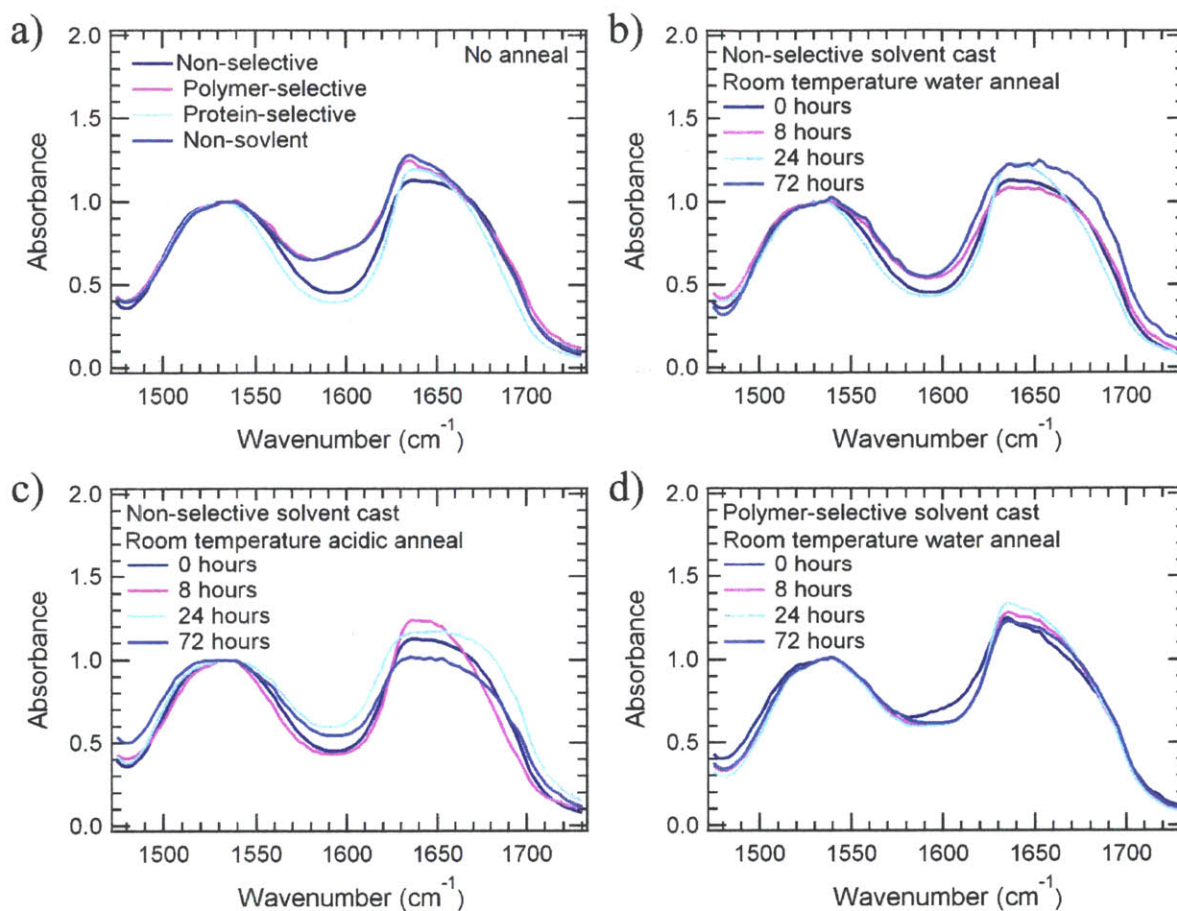 a)
No anneal
Non-selective
Polymer-selective
Protein-selective
Non-sovlent
2.0
1.5
1.0
0.5
0.0
Absorbance
1500 1550 1600 1650 1700
Wavenumber (cm⁻¹)
b)
Non-selective solvent cast
Room temperature water anneal
0 hours
8 hours
24 hours
72 hours
2.0
1.5
1.0
0.5
0.0
Absorbance
1500 1550 1600 1650 1700
Wavenumber (cm⁻¹)
c)
Non-selective solvent cast
Room temperature acidic anneal
0 hours
8 hours
24 hours
72 hours
2.0
1.5
1.0
0.5
0.0
Absorbance
1500 1550 1600 1650 1700
Wavenumber (cm⁻¹)
d)
Polymer-selective solvent cast
Room temperature water anneal
0 hours
8 hours
24 hours
72 hours
2.0
1.5
1.0
0.5
0.0
Absorbance
1500 1550 1600 1650 1700
Wavenumber (cm⁻¹)